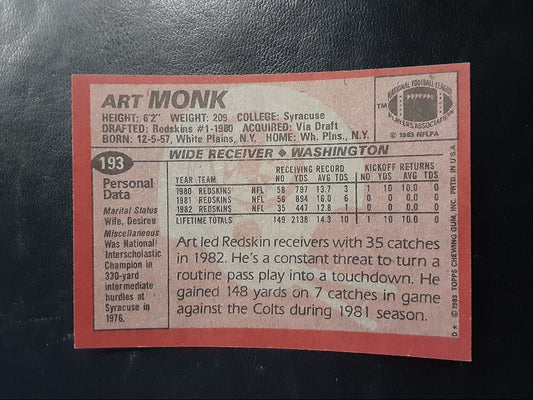 ART MONK
HEIGHT: 6'2" WEIGHT: 209 COLLEGE: Syracuse
DRAFTED: Redskins #1-1980 ACQUIRED: Via Draft
BORN: 12-5-57, White Plains, N.Y. HOME: Wh. Plains, N.Y.
NATIONAL FOOTBALL LEAGUE
PLAYERS ASSOCIATION
TM
© 1983 NFLPA
193
WIDE RECEIVER ♦ WASHINGTON
Personal
Data
Marital Status
Wife, Desiree
Miscellaneous
Was National
Interscholastic
Champion in
330-yard
intermediate
hurdles at
Syracuse in
1976.
RECEIVING RECORD KICKOFF RETURNS
YEAR TEAM NO YDS AVG TDS NO YDS AVG TDS
1980 REDSKINS NFL 58 797 13.7 3 1 10 10.0 0
1981 REDSKINS NFL 56 894 16.0 6 0 0 0
1982 REDSKINS NFL 35 447 12.8 1 0 0 0
LIFETIME TOTALS 149 2138 14.3 10 1 10 10.0 0
Art led Redskin receivers with 35 catches
in 1982. He's a constant threat to turn a
routine pass play into a touchdown. He
gained 148 yards on 7 catches in game
against the Colts during 1981 season.
D* © 1983 TOPPS CHEWING GUM, INC. PRTD. IN U.S.A.